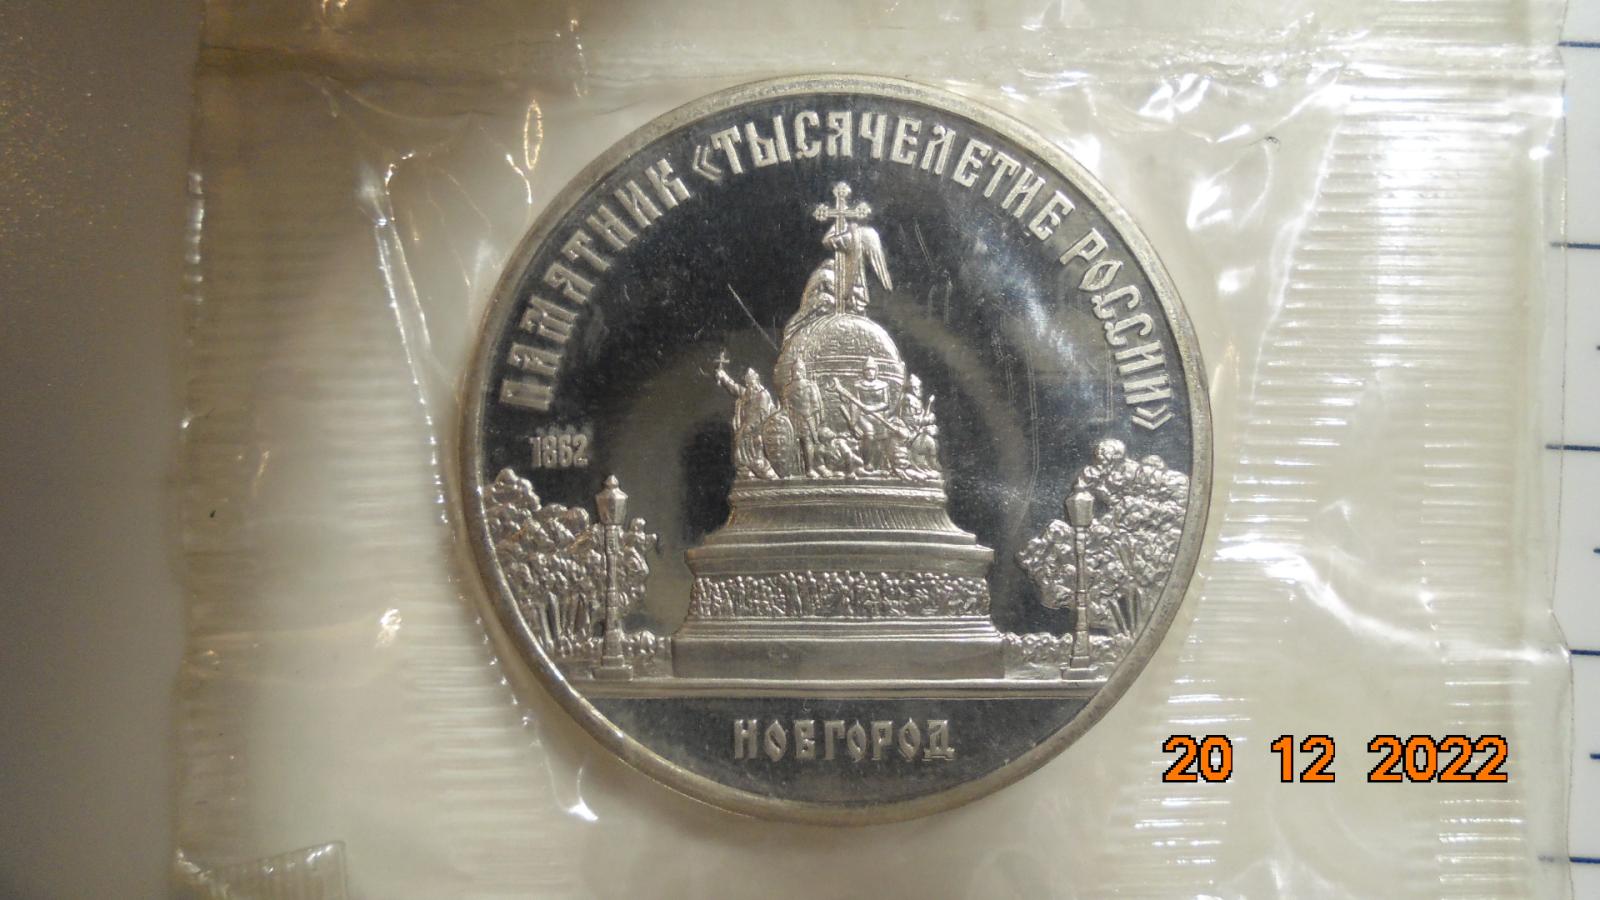 ПАМЯТНИК «ТЫСЯЧЕЛЕТИЕ РОССИИ»
1862
НОВГОРОД
20 12 2022